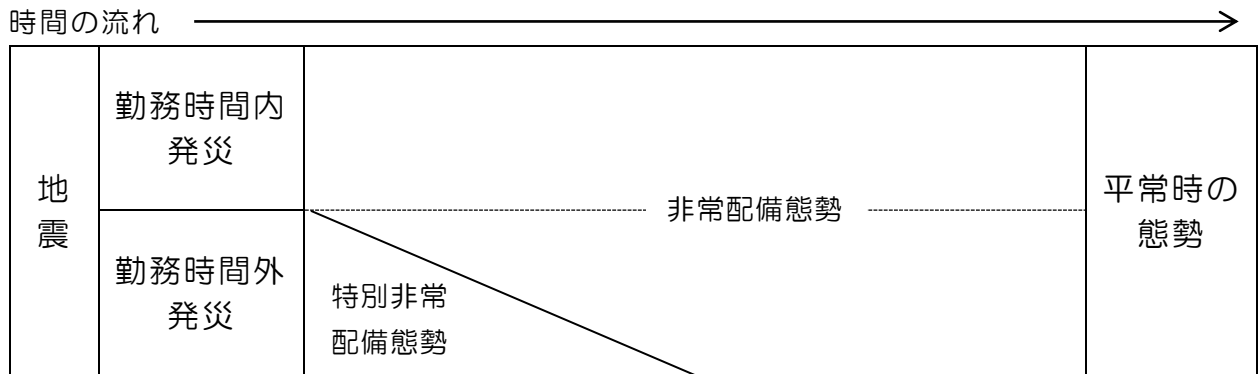 時間の流れ
地
震
勤務時間内
発災
勤務時間外
発災
非常配備態勢
特別非常
配備態勢
平常時の
態勢